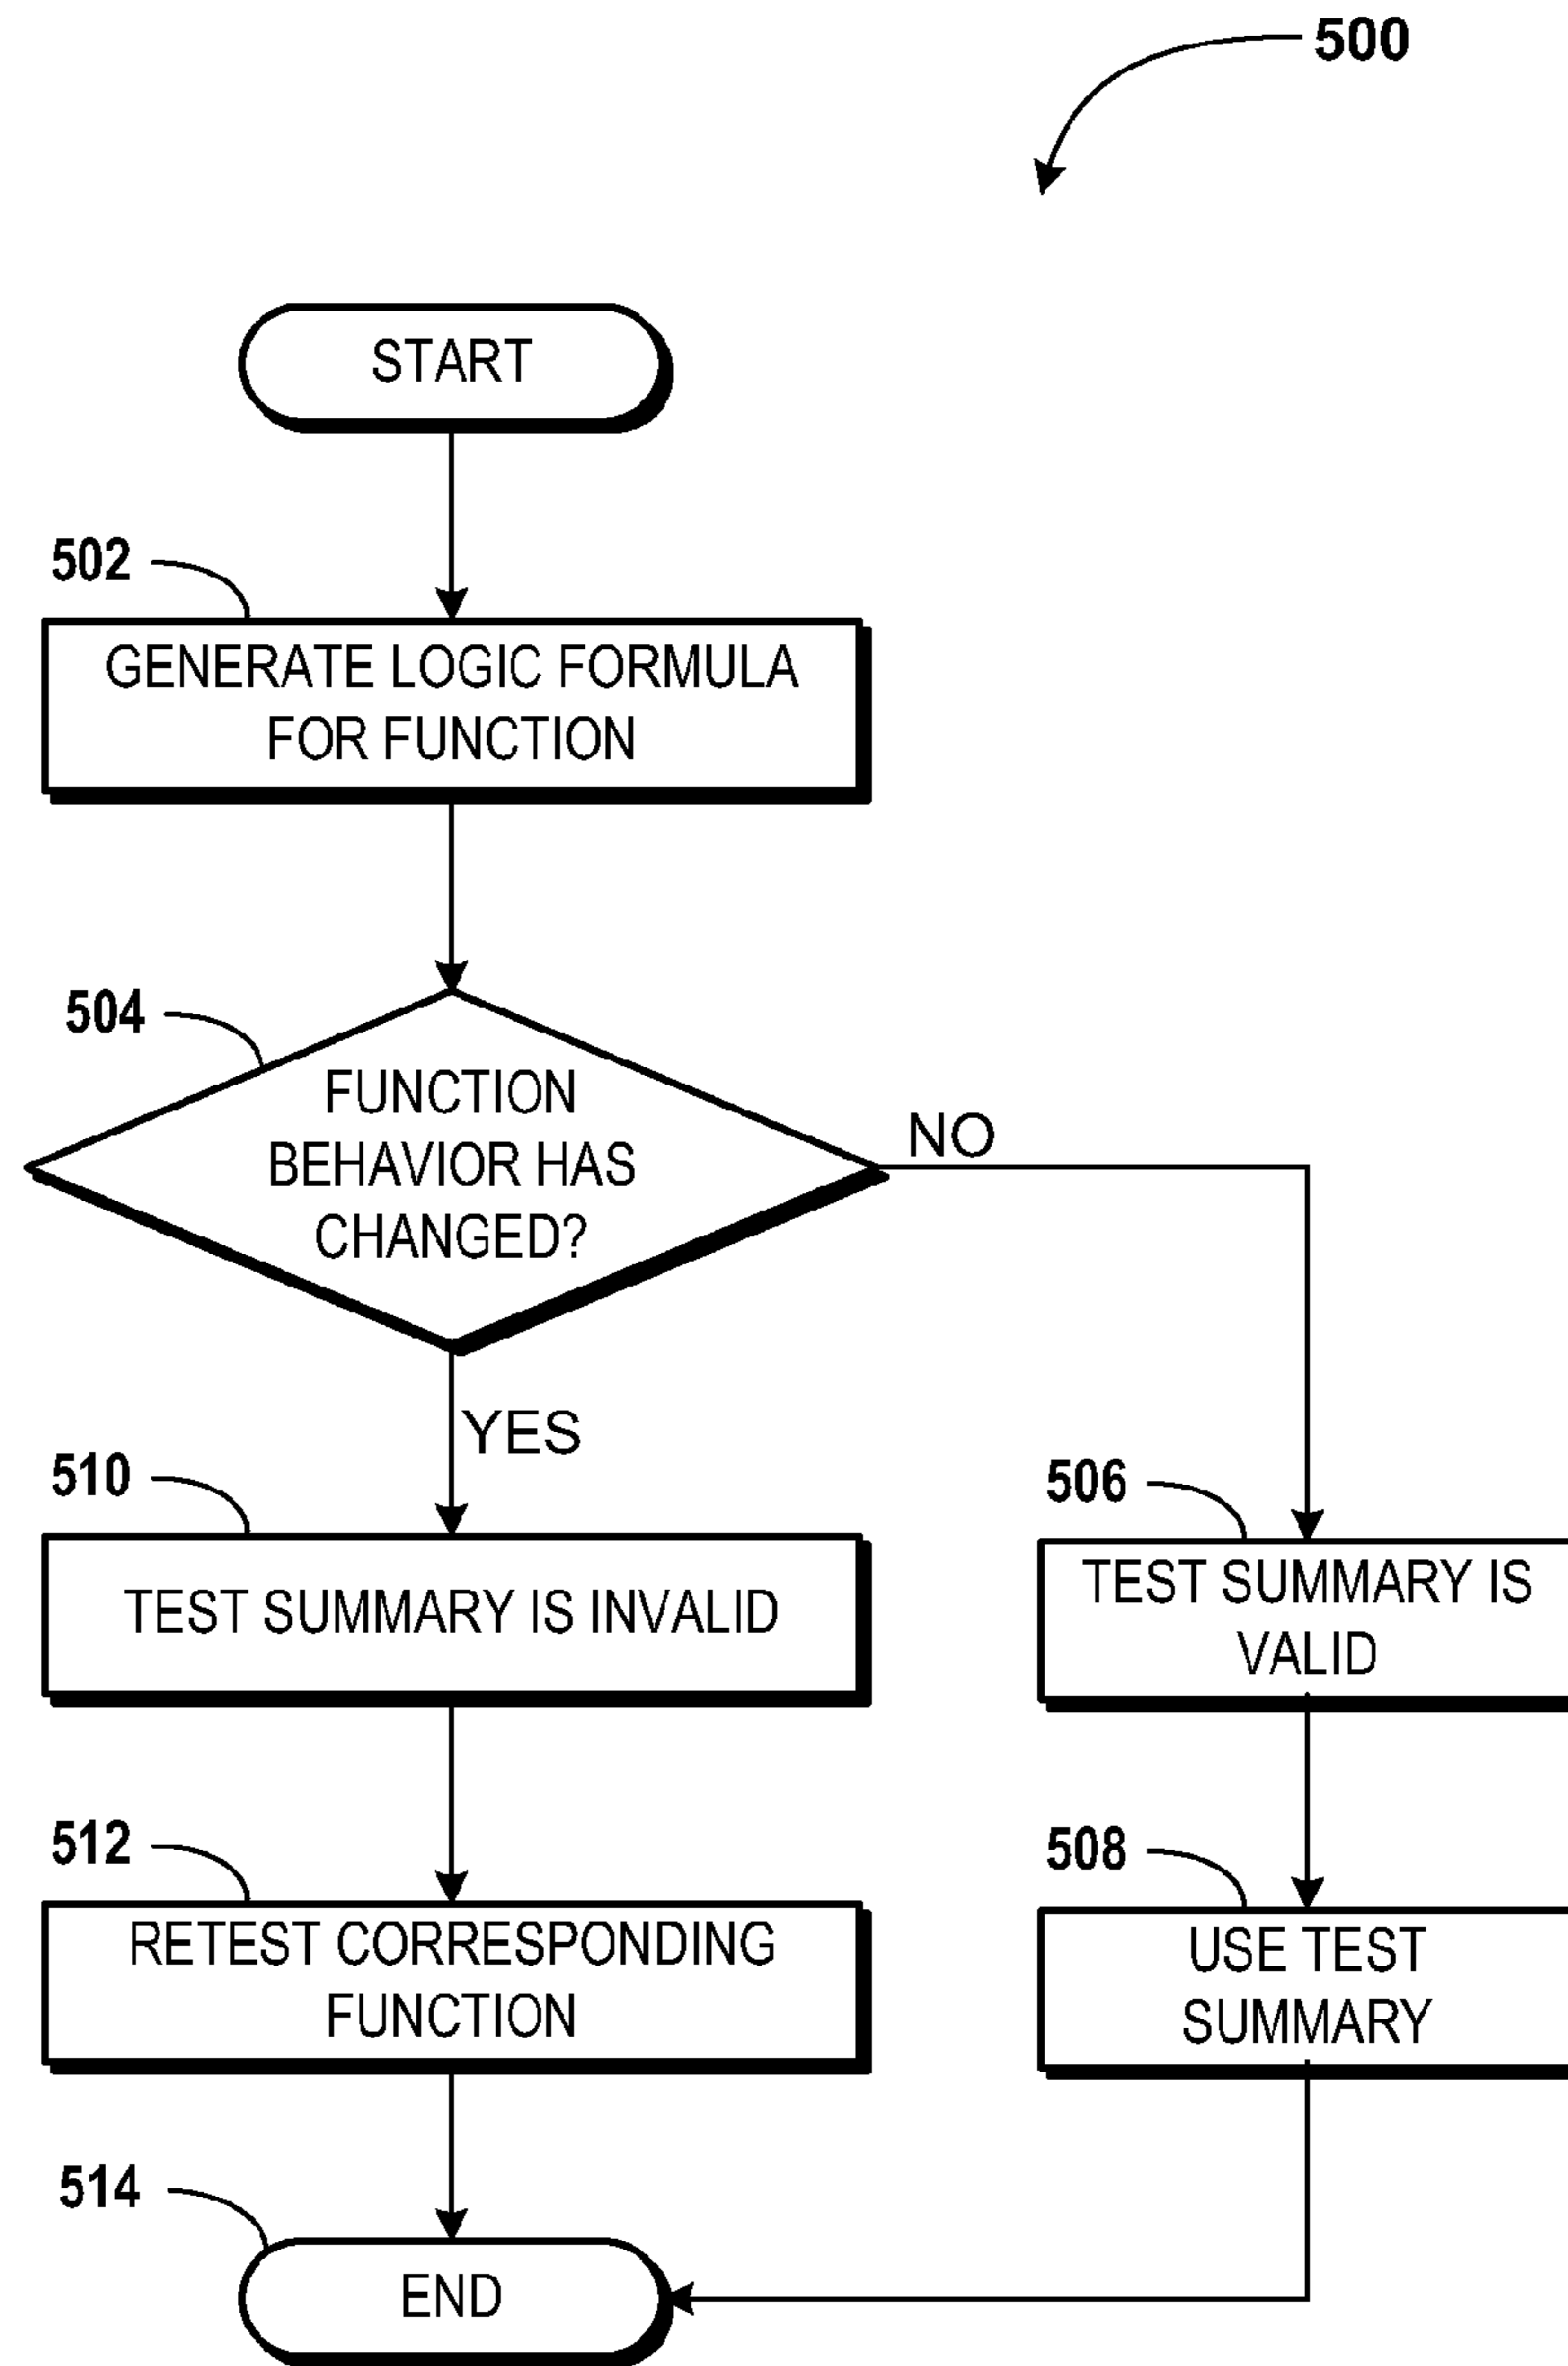 500
START
502
GENERATE LOGIC FORMULA
FOR FUNCTION
504
FUNCTION
BEHAVIOR HAS
CHANGED?
NO
YES
510
TEST SUMMARY IS INVALID
506
TEST SUMMARY IS
VALID
512
RETEST CORRESPONDING
FUNCTION
508
USE TEST
SUMMARY
514
END